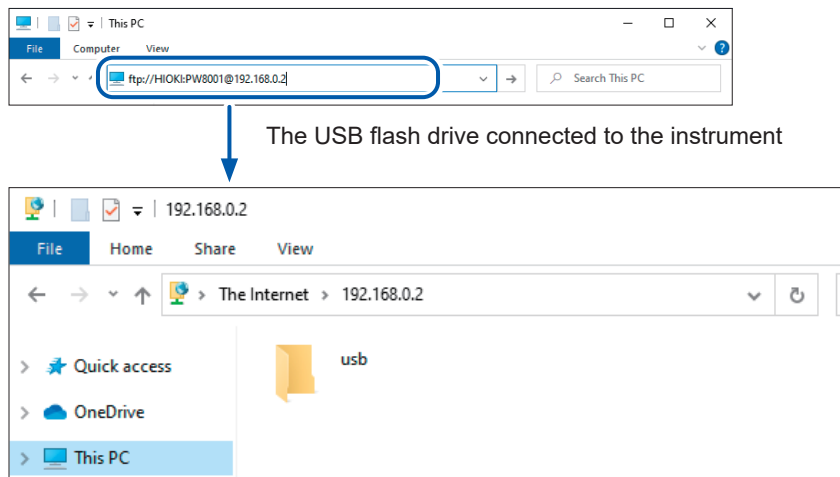 This PC
File Computer View
ftp://HIOKI:PW8001@192.168.0.2
Search This PC
The USB flash drive connected to the instrument
192.168.0.2
File Home Share View
The Internet > 192.168.0.2
Quick access
usb
OneDrive
This PC